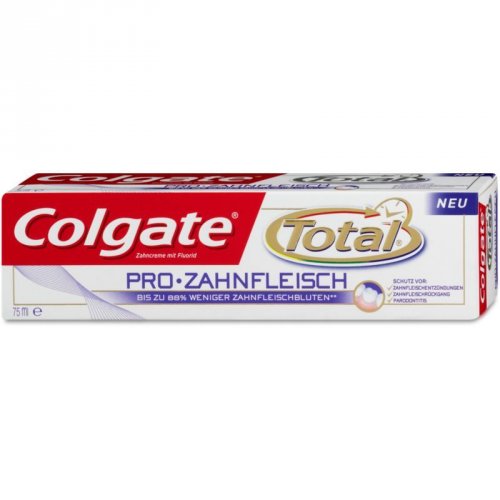 Colgate®
Zahncreme mit Fluorid
Total®
NEU
PRO•ZAHNFLEISCH
BIS ZU 88% WENIGER ZAHNFLEISCHBLUTEN**
SCHUTZ VOR:
ZAHNFLEISCHENTZÜNDUNGEN
ZAHNFLEISCHRÜCKGANG
PARODONTITIS
75 ml ℮